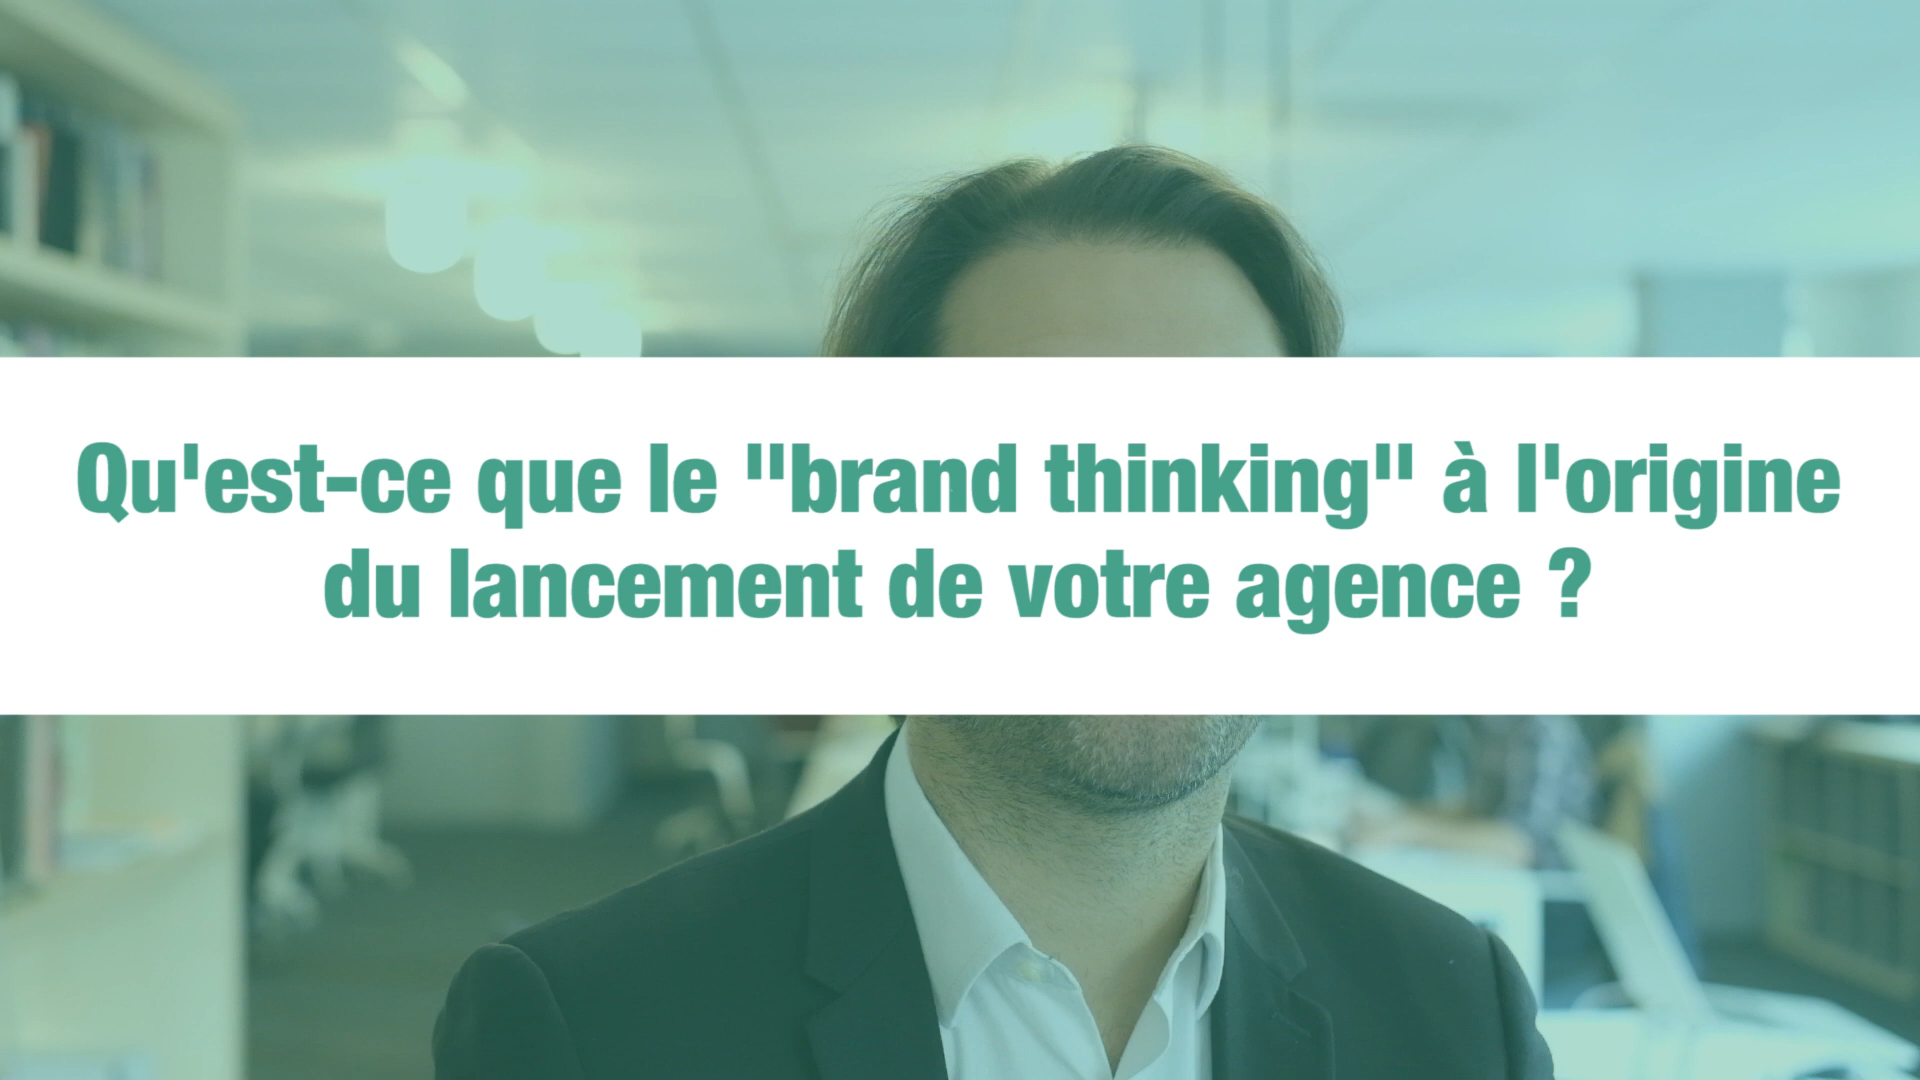 Qu'est-ce que le "brand thinking" à l'origine
du lancement de votre agence ?